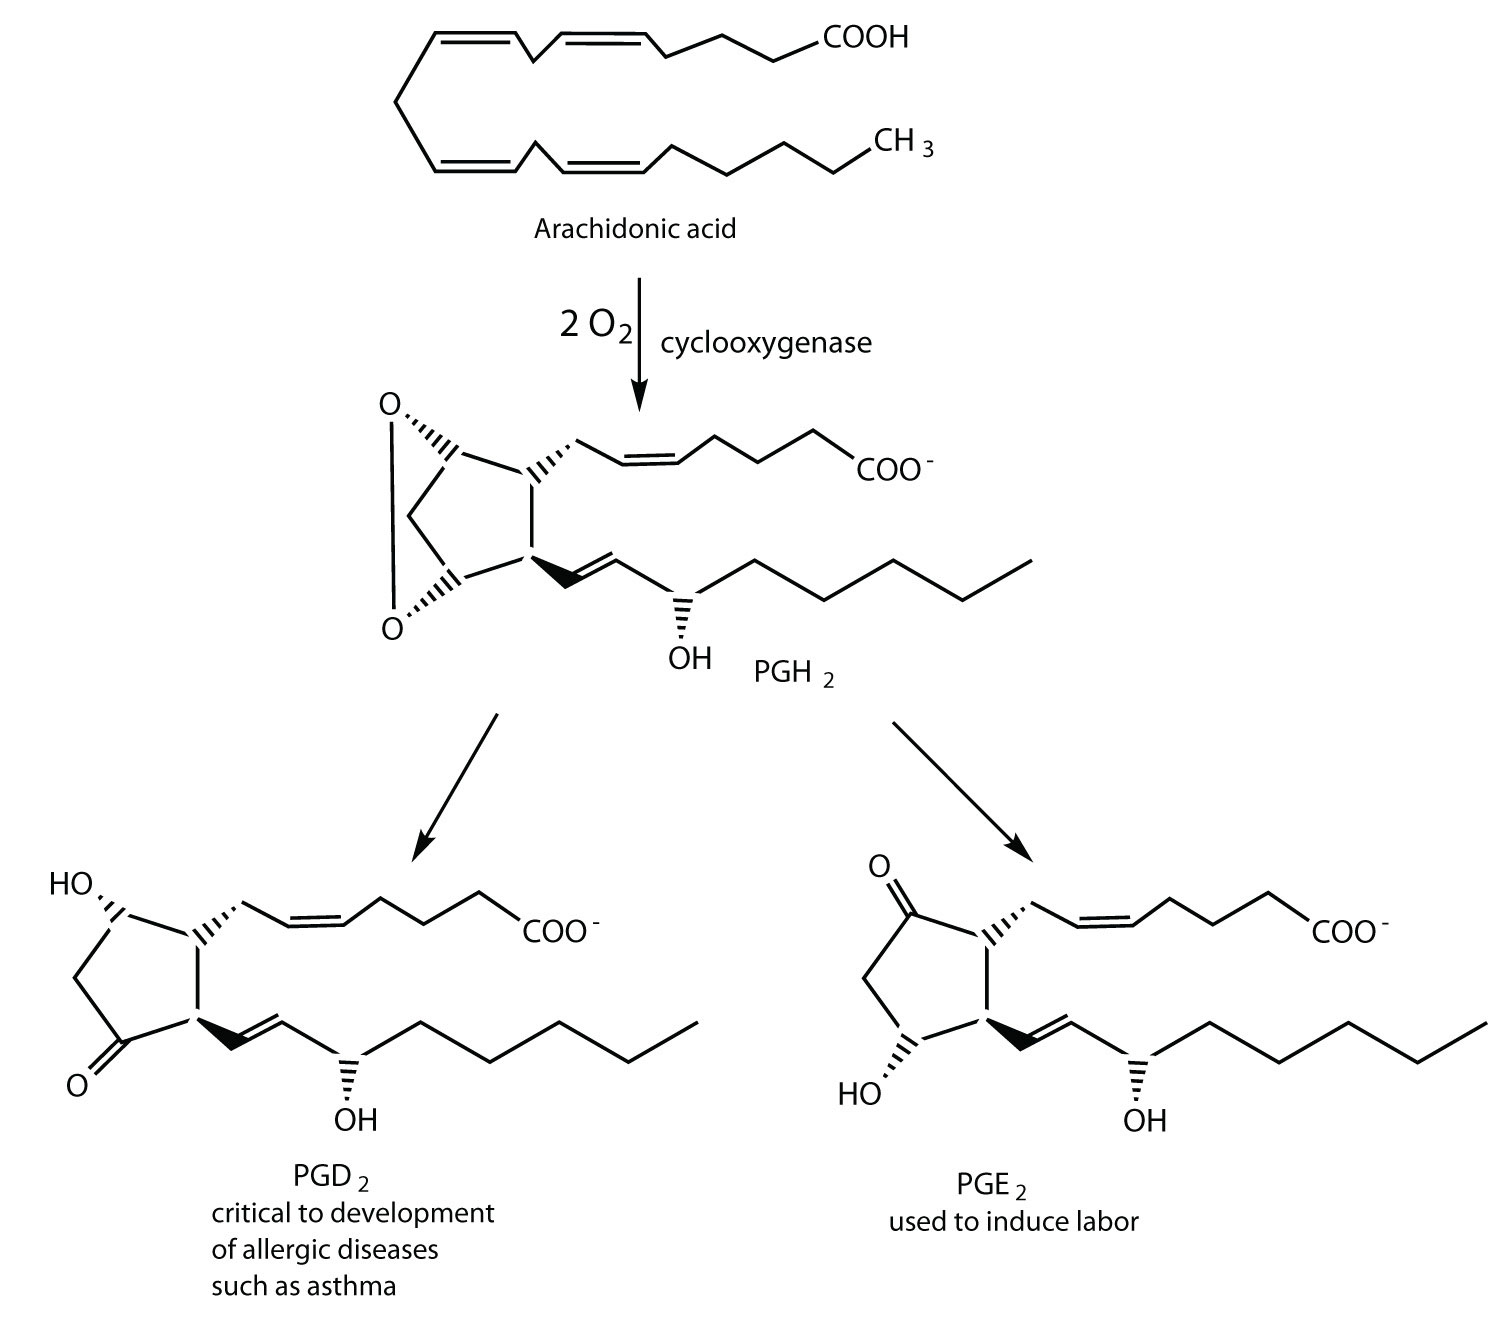 COOH
CH 3
Arachidonic acid
2 O2
cyclooxygenase
O
COO-
O
OH
PGH 2
HO
COO-
O
OH
PGD 2
critical to development
of allergic diseases
such as asthma
O
COO-
HO
OH
PGE 2
used to induce labor